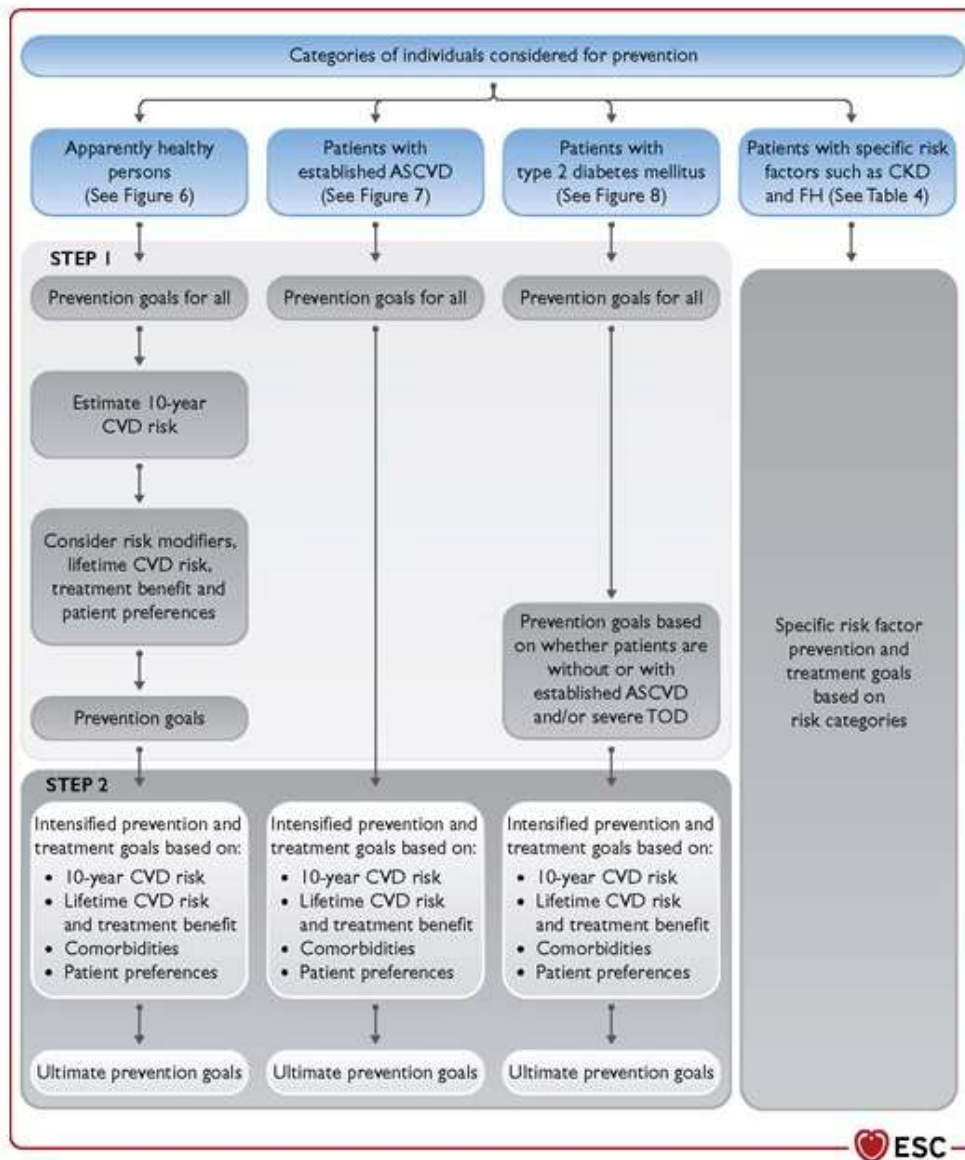 Categories of individuals considered for prevention
Apparently healthy
persons
(See Figure 6)
Patients with
established ASCVD
(See Figure 7)
Patients with
type 2 diabetes mellitus
(See Figure 8)
Patients with specific risk
factors such as CKD
and FH (See Table 4)
STEP 1
Prevention goals for all
Prevention goals for all
Prevention goals for all
Estimate 10-year
CVD risk
Consider risk modifiers,
lifetime CVD risk,
treatment benefit and
patient preferences
Prevention goals
Prevention goals based
on whether patients are
without or with
established ASCVD
and/or severe TOD
Specific risk factor
prevention and
treatment goals
based on
risk categories
STEP 2
Intensified prevention and
treatment goals based on:
• 10-year CVD risk
• Lifetime CVD risk
and treatment benefit
• Comorbidities
• Patient preferences
Intensified prevention and
treatment goals based on:
• 10-year CVD risk
• Lifetime CVD risk
and treatment benefit
• Comorbidities
• Patient preferences
Intensified prevention and
treatment goals based on:
• 10-year CVD risk
• Lifetime CVD risk
and treatment benefit
• Comorbidities
• Patient preferences
Ultimate prevention goals
Ultimate prevention goals
Ultimate prevention goals
ESC